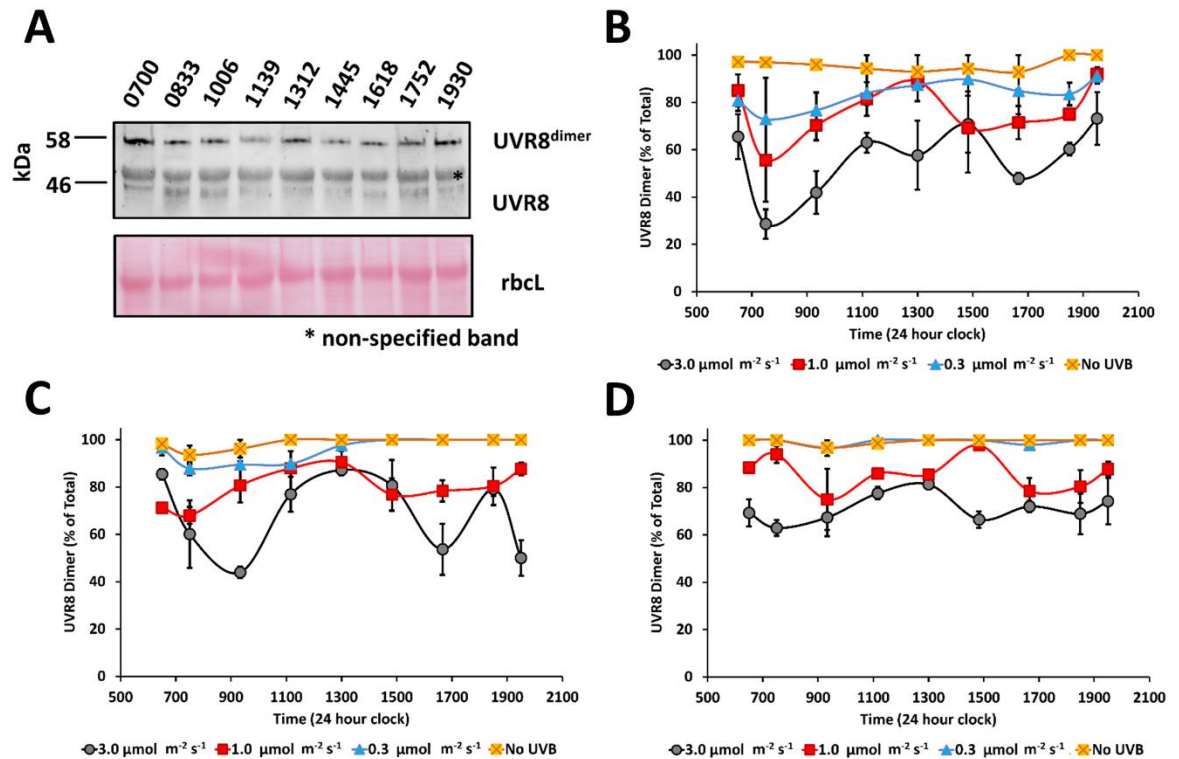 A
0700 0833 1006 1139 1312 1445 1618 1752 1930
kDa
58
46
UVR8dimer
*
UVR8
rbcL
* non-specified band
B
UVR8 Dimer (% of Total)
100
80
60
40
20
0
500 700 900 1100 1300 1500 1700 1900 2100
Time (24 hour clock)
3.0 μmol m-2 s-1 1.0 μmol m-2 s-1 0.3 μmol m-2 s-1 No UVB
C
UVR8 Dimer (% of Total)
100
80
60
40
20
0
500 700 900 1100 1300 1500 1700 1900 2100
Time (24 hour clock)
3.0 μmol m-2 s-1 1.0 μmol m-2 s-1 0.3 μmol m-2 s-1 No UVB
D
UVR8 Dimer (% of Total)
100
80
60
40
20
0
500 700 900 1100 1300 1500 1700 1900 2100
Time (24 hour clock)
3.0 μmol m-2 s-1 1.0 μmol m-2 s-1 0.3 μmol m-2 s-1 No UVB